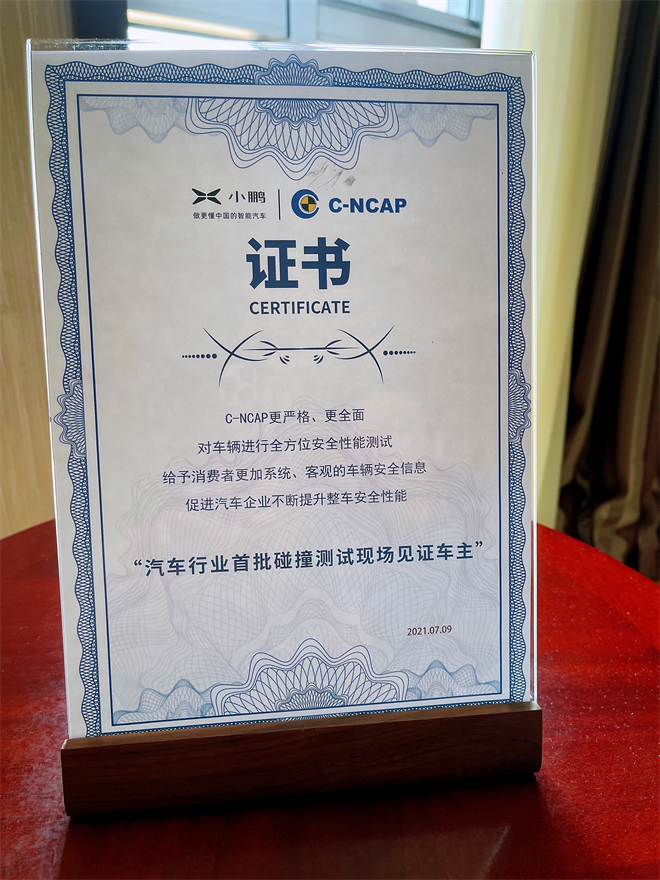 小鹏
做更懂中国的智能汽车
C-NCAP
证书
CERTIFICATE
C-NCAP更严格、更全面
对车辆进行全方位安全性能测试
给予消费者更加系统、客观的车辆安全信息
促进汽车企业不断提升整车安全性能
“汽车行业首批碰撞测试现场见证车主”
2021.07.09